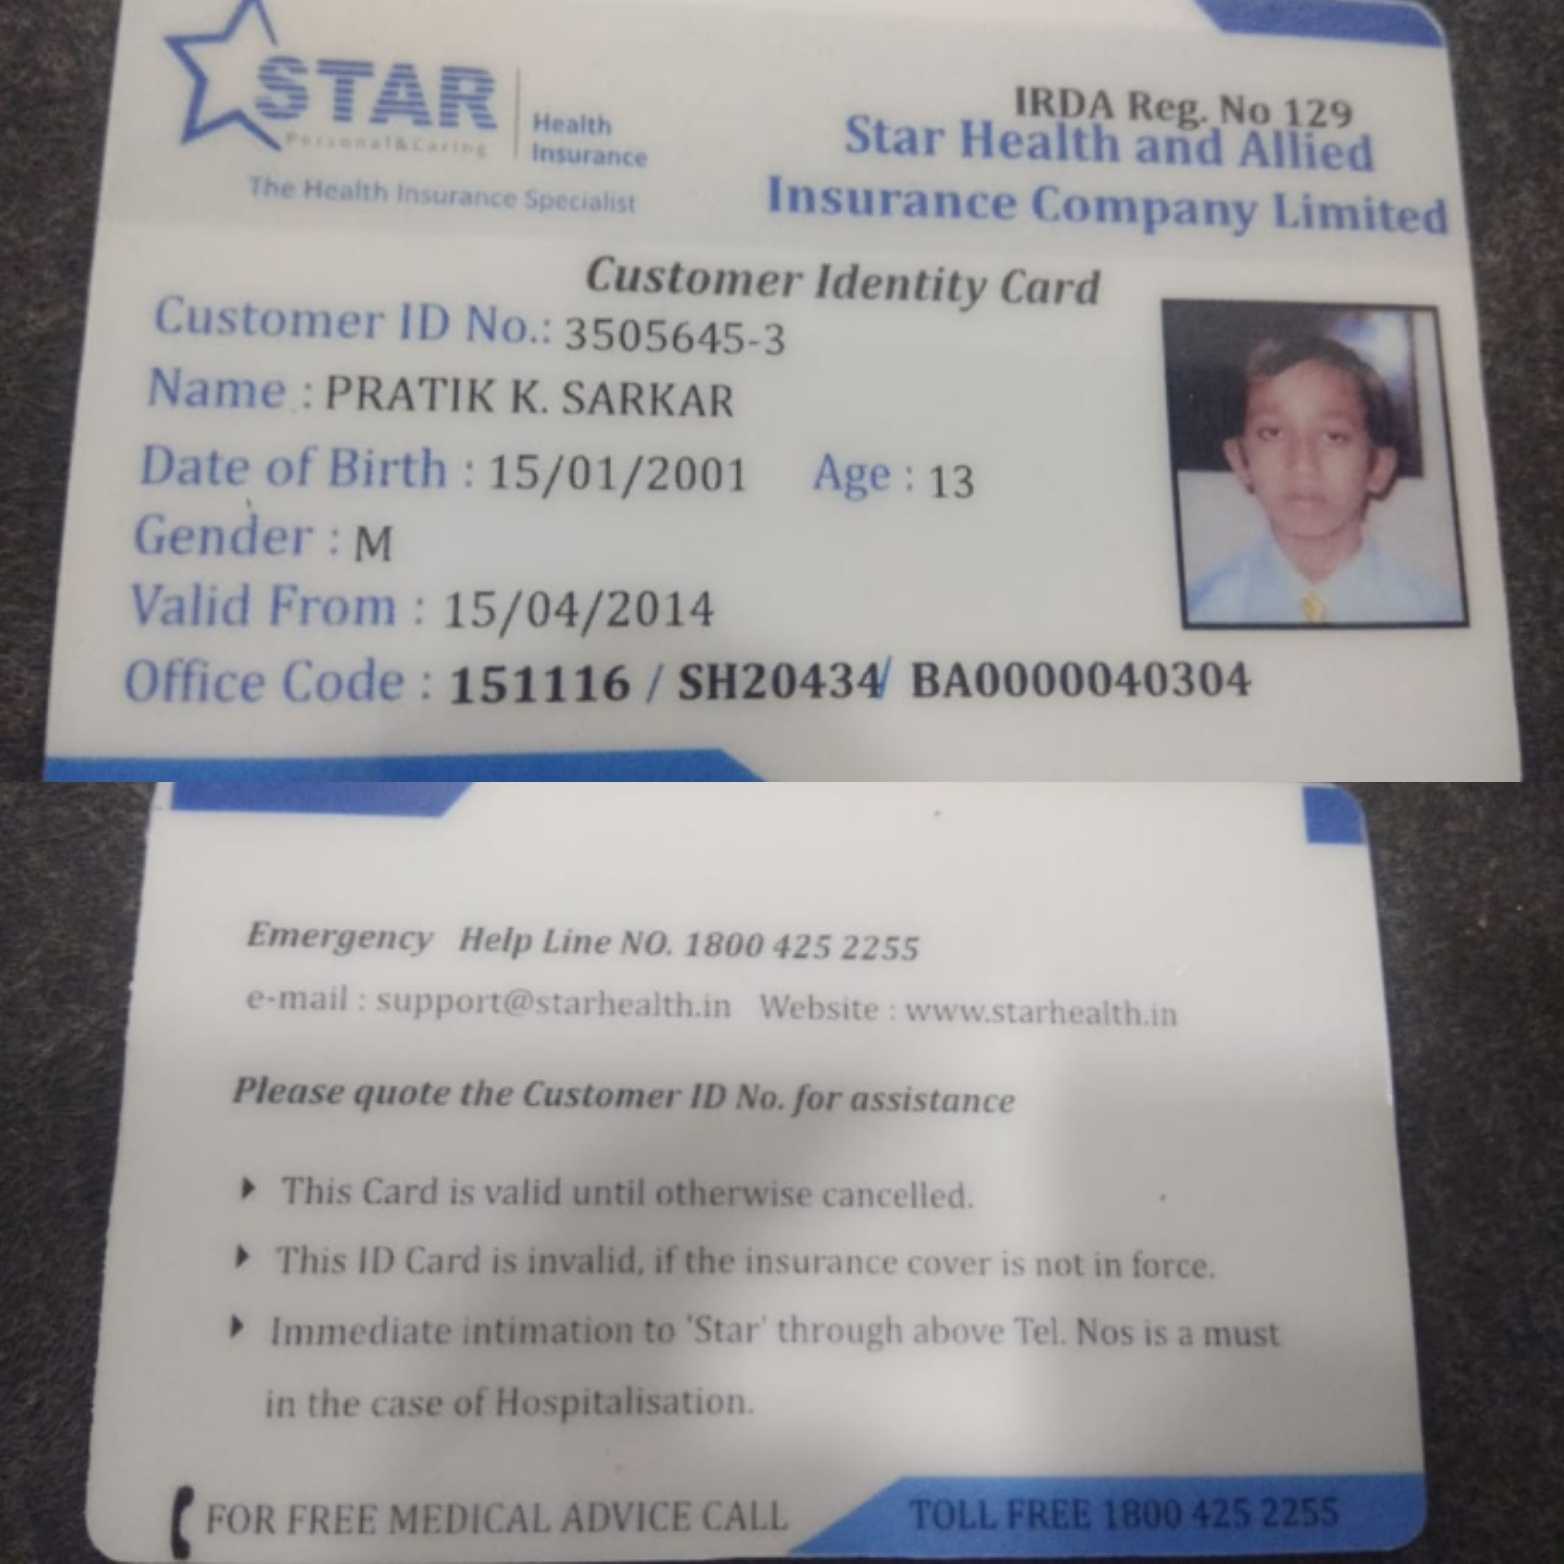 STAR
Personal & Caring
Health
Insurance
The Health Insurance Specialist
IRDA Reg. No 129
Star Health and Allied
Insurance Company Limited
Customer Identity Card
Customer ID No.: 3505645-3
Name : PRATIK K. SARKAR
Date of Birth : 15/01/2001 Age : 13
Gender : M
Valid From : 15/04/2014
Office Code : 151116 / SH20434/ BA0000040304
Emergency Help Line NO. 1800 425 2255
e-mail : support@starhealth.in Website : www.starhealth.in
Please quote the Customer ID No. for assistance
This Card is valid until otherwise cancelled.
This ID Card is invalid, if the insurance cover is not in force.
Immediate intimation to 'Star' through above Tel. Nos is a must
in the case of Hospitalisation.
FOR FREE MEDICAL ADVICE CALL TOLL FREE 1800 425 2255